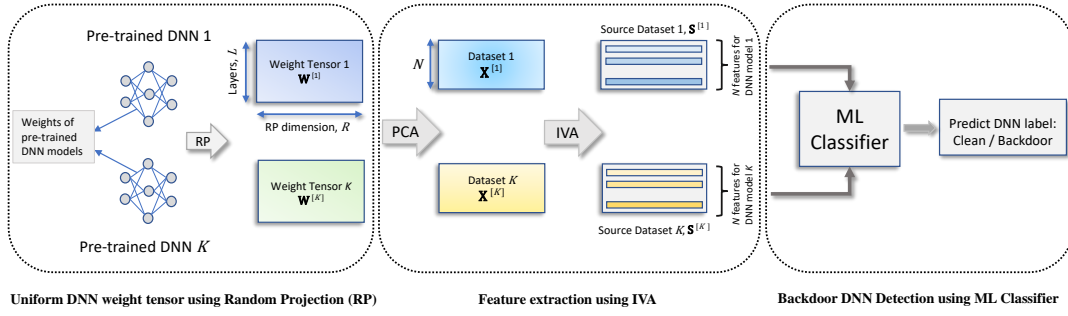 Pre-trained DNN 1
Weights of
pre-trained
DNN models
Pre-trained DNN K
RP
Layers, L
Weight Tensor 1
W[1]
RP dimension, R
Weight Tensor K
W[K]
Uniform DNN weight tensor using Random Projection (RP)
PCA
N
Dataset 1
X[1]
Dataset K
X[K]
IVA
Source Dataset 1, S[1]
N features for
DNN model 1
N features for
DNN model K
Source Dataset K, S[K]
Feature extraction using IVA
ML
Classifier
Predict DNN label:
Clean / Backdoor
Backdoor DNN Detection using ML Classifier